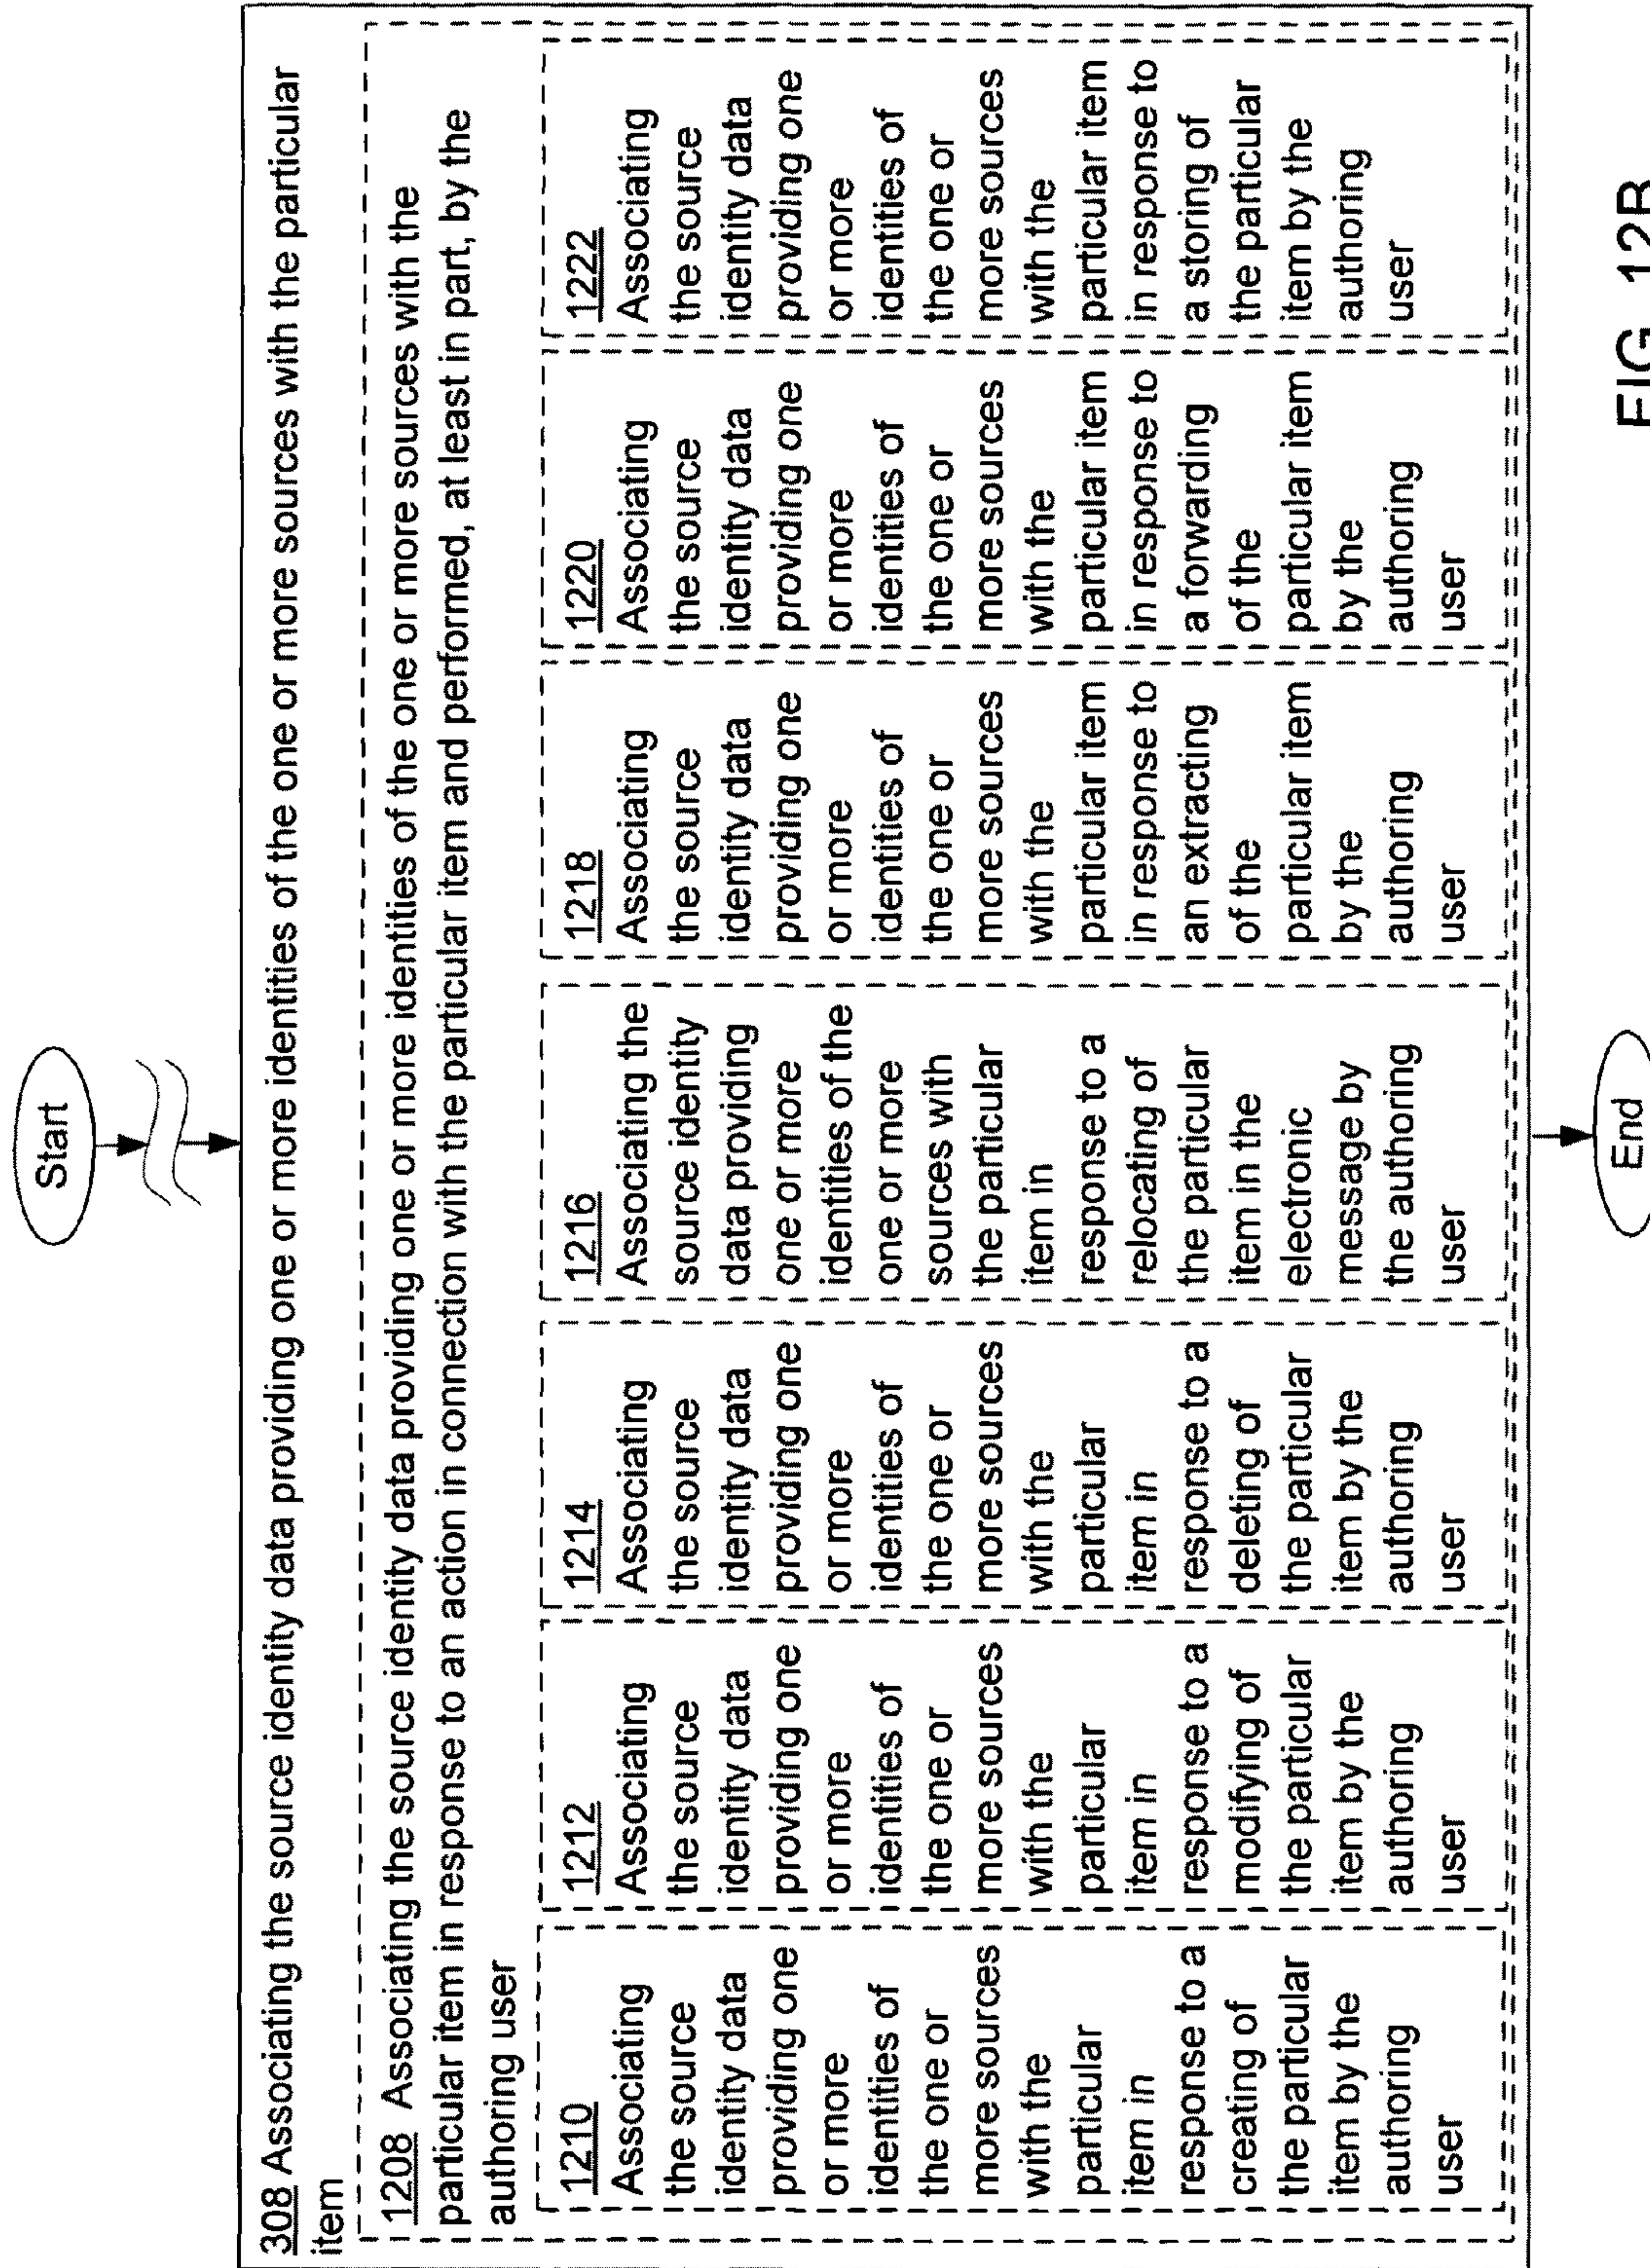 Start
308 Associating the source identity data providing one or more identities of the one or more sources with the particular
item
1208 Associating the source identity data providing one or more identities of the one or more sources with the
particular item in response to an action in connection with the particular item and performed, at least in part, by the
authoring user
1210
Associating
the source
identity data
providing one
or more
identities of
the one or
more sources
with the
particular
item in
response to a
creating of
the particular
item by the
authoring
user
1212
Associating
the source
identity data
providing one
or more
identities of
the one or
more sources
with the
particular
item in
response to a
modifying of
the particular
item by the
authoring
user
1214
Associating
the source
identity data
providing one
or more
identities of
the one or
more sources
with the
particular
item in
response to a
deleting of
the particular
item by the
authoring
user
1216
Associating the
source identity
data providing
one or more
identities of the
one or more
sources with
the particular
item in
response to a
relocating of
the particular
item in the
electronic
message by
the authoring
user
1218
Associating
the source
identity data
providing one
or more
identities of
the one or
more sources
with the
particular item
in response to
an extracting
of the
particular item
by the
authoring
user
1220
Associating
the source
identity data
providing one
or more
identities of
the one or
more sources
with the
particular item
in response to
a forwarding
of the
particular item
by the
authoring
user
1222
Associating
the source
identity data
providing one
or more
identities of
the one or
more sources
with the
particular item
in response to
a storing of
the particular
item by the
authoring
user
End
FIG. 12B